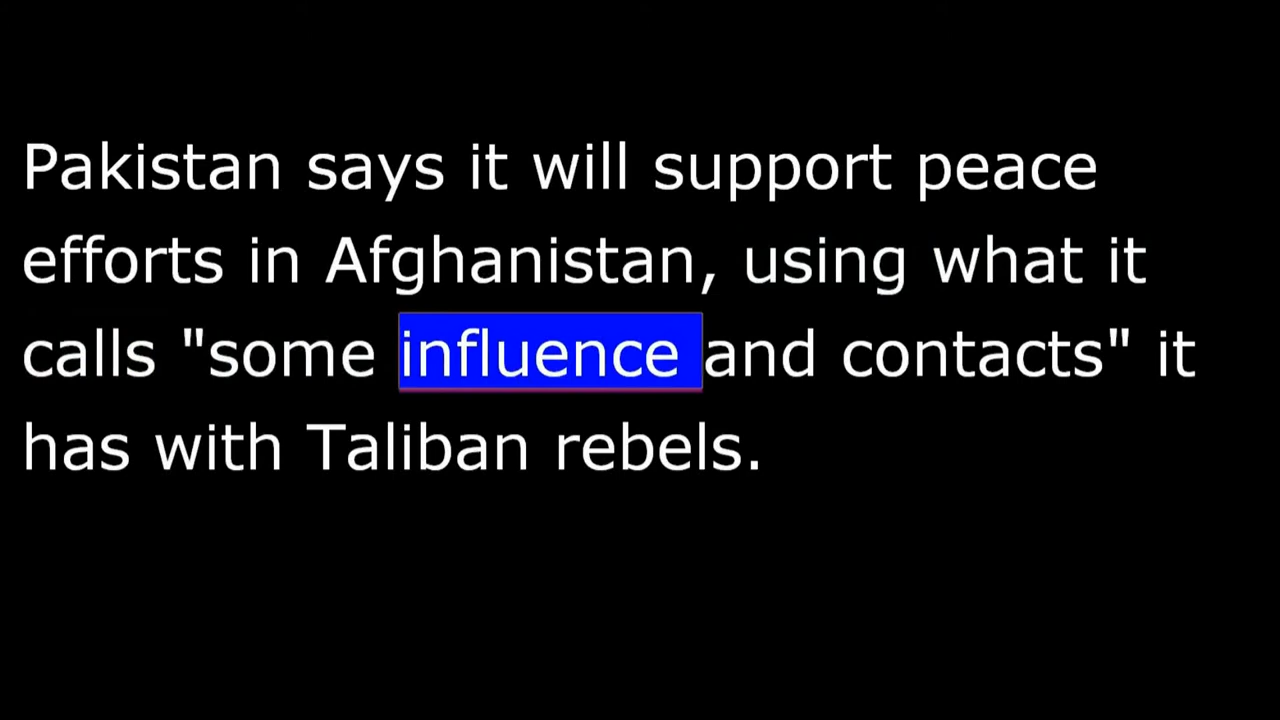 Pakistan says it will support peace
efforts in Afghanistan, using what it
calls "some influence and contacts" it
has with Taliban rebels.